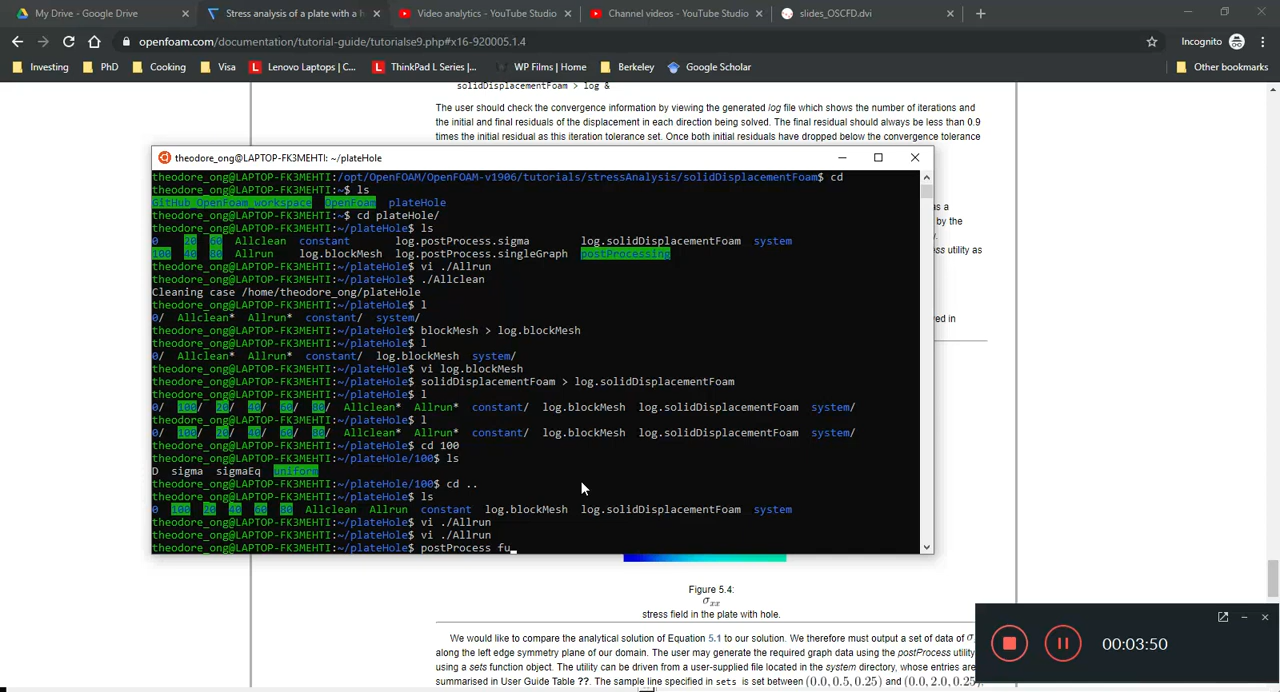 My Drive - Google Drive
Stress analysis of a plate with a h
Video analytics - YouTube Studio
Channel videos - YouTube Studio
slides_OSCFD.dvi
openfoam.com/documentation/tutorial-guide/tutorialse9.php#x16-920005.1.4
Incognito
Investing
PhD
Cooking
Visa
Lenovo Laptops | C...
ThinkPad L Series |...
WP Films | Home
Berkeley
Google Scholar
Other bookmarks
solidDisplacementFoam > log &
The user should check the convergence information by viewing the generated log file which shows the number of iterations and
the initial and final residuals of the displacement in each direction being solved. The final residual should always be less than 0.9
times the initial residual as this iteration tolerance set. Once both initial residuals have dropped below the convergence tolerance
theodore_ong@LAPTOP-FK3MEHTI: ~/plateHole
theodore_ong@LAPTOP-FK3MEHTI:/opt/OpenFOAM/OpenFOAM-v1906/tutorials/stressAnalysis/solidDisplacementFoam$ cd
theodore_ong@LAPTOP-FK3MEHTI:~$ ls
GitHub_OpenFoam_workspace OpenFoam plateHole
theodore_ong@LAPTOP-FK3MEHTI:~$ cd plateHole/
theodore_ong@LAPTOP-FK3MEHTI:~/plateHole$ ls
0 20 60 Allclean constant log.postProcess.sigma log.solidDisplacementFoam system
100 40 80 Allrun log.blockMesh log.postProcess.singleGraph postProcessing
theodore_ong@LAPTOP-FK3MEHTI:~/plateHole$ vi ./Allrun
theodore_ong@LAPTOP-FK3MEHTI:~/plateHole$ ./Allclean
Cleaning case /home/theodore_ong/plateHole
theodore_ong@LAPTOP-FK3MEHTI:~/plateHole$ l
0/ Allclean* Allrun* constant/ system/
theodore_ong@LAPTOP-FK3MEHTI:~/plateHole$ blockMesh > log.blockMesh
theodore_ong@LAPTOP-FK3MEHTI:~/plateHole$ l
0/ Allclean* Allrun* constant/ log.blockMesh system/
theodore_ong@LAPTOP-FK3MEHTI:~/plateHole$ vi log.blockMesh
theodore_ong@LAPTOP-FK3MEHTI:~/plateHole$ solidDisplacementFoam > log.solidDisplacementFoam
theodore_ong@LAPTOP-FK3MEHTI:~/plateHole$ l
0/ 100/ 20/ 40/ 60/ 80/ Allclean* Allrun* constant/ log.blockMesh log.solidDisplacementFoam system/
theodore_ong@LAPTOP-FK3MEHTI:~/plateHole$ l
0/ 100/ 20/ 40/ 60/ 80/ Allclean* Allrun* constant/ log.blockMesh log.solidDisplacementFoam system/
theodore_ong@LAPTOP-FK3MEHTI:~/plateHole$ cd 100
theodore_ong@LAPTOP-FK3MEHTI:~/plateHole/100$ ls
D sigma sigmaEq uniform
theodore_ong@LAPTOP-FK3MEHTI:~/plateHole/100$ cd ..
theodore_ong@LAPTOP-FK3MEHTI:~/plateHole$ ls
0 100 20 40 60 80 Allclean Allrun constant log.blockMesh log.solidDisplacementFoam system
theodore_ong@LAPTOP-FK3MEHTI:~/plateHole$ vi ./Allrun
theodore_ong@LAPTOP-FK3MEHTI:~/plateHole$ vi ./Allrun
theodore_ong@LAPTOP-FK3MEHTI:~/plateHole$ postProcess fu_
as a
by the
ss utility as
ed in
Figure 5.4:
σxx
stress field in the plate with hole.
We would like to compare the analytical solution of Equation 5.1 to our solution. We therefore must output a set of data of σ
along the left edge symmetry plane of our domain. The user may generate the required graph data using the postProcess utility
using a sets function object. The utility can be driven from a user-supplied file located in the system directory, whose entries are
summarised in User Guide Table ??. The sample line specified in sets is set between (0.0, 0.5, 0.25) and (0.0, 2.0, 0.25).
00:03:50